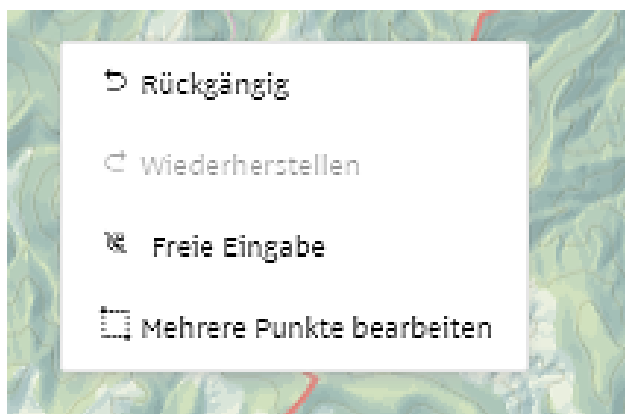 Rückgängig
Wiederherstellen
Freie Eingabe
Mehrere Punkte bearbeiten